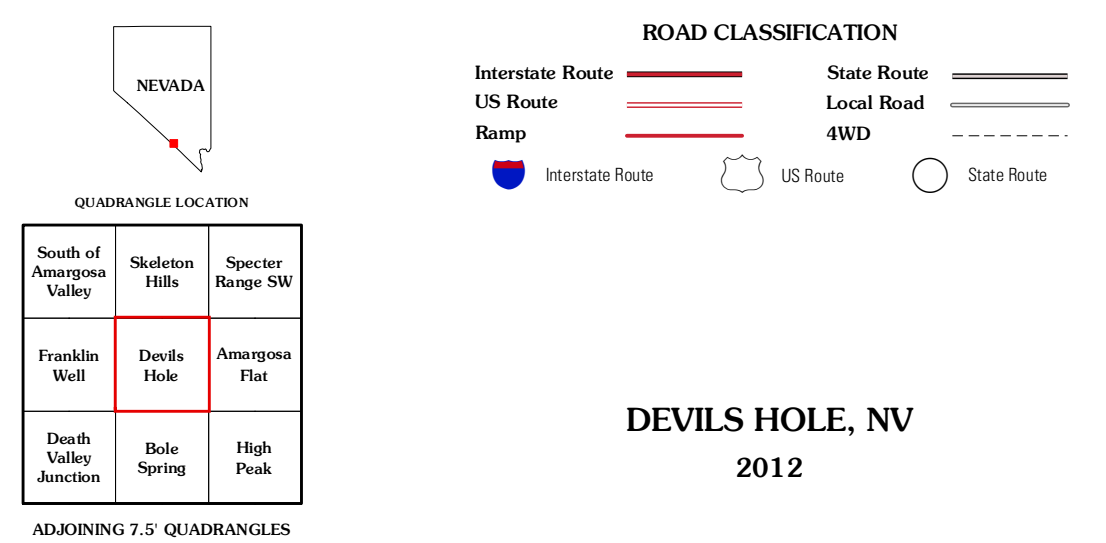 NEVADA
QUADRANGLE LOCATION
South of
Amargosa
Valley
Skeleton
Hills
Specter
Range SW
Franklin
Well
Devils
Hole
Amargosa
Flat
Death
Valley
Junction
Bole
Spring
High
Peak
ADJOINING 7.5' QUADRANGLES
ROAD CLASSIFICATION
Interstate Route
State Route
US Route
Local Road
Ramp
4WD
Interstate Route
US Route
State Route
DEVILS HOLE, NV
2012